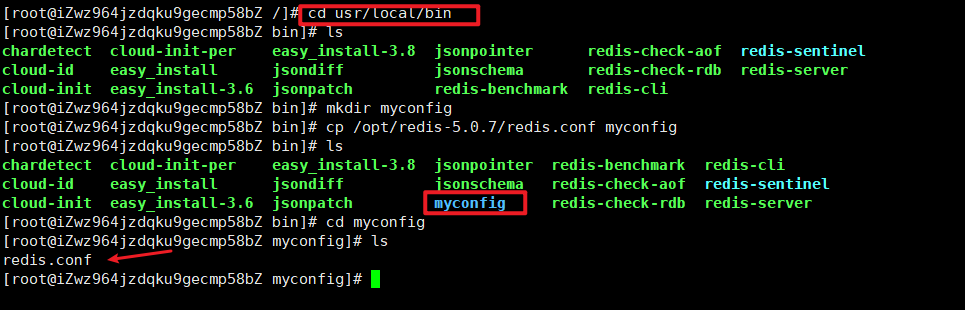 [root@iZwz964jzdqku9gecmp58bZ /]# cd usr/local/bin
[root@iZwz964jzdqku9gecmp58bZ bin]# ls
chardetect cloud-init-per easy_install-3.8 jsonpointer redis-check-aof redis-sentinel
cloud-id easy_install jsondiff jsonschema redis-check-rdb redis-server
cloud-init easy_install-3.6 jsonpatch redis-benchmark redis-cli
[root@iZwz964jzdqku9gecmp58bZ bin]# mkdir myconfig
[root@iZwz964jzdqku9gecmp58bZ bin]# cp /opt/redis-5.0.7/redis.conf myconfig
[root@iZwz964jzdqku9gecmp58bZ bin]# ls
chardetect cloud-init-per easy_install-3.8 jsonpointer redis-benchmark redis-cli
cloud-id easy_install jsondiff jsonschema redis-check-aof redis-sentinel
cloud-init easy_install-3.6 jsonpatch myconfig redis-check-rdb redis-server
[root@iZwz964jzdqku9gecmp58bZ bin]# cd myconfig
[root@iZwz964jzdqku9gecmp58bZ myconfig]# ls
redis.conf
[root@iZwz964jzdqku9gecmp58bZ myconfig]#